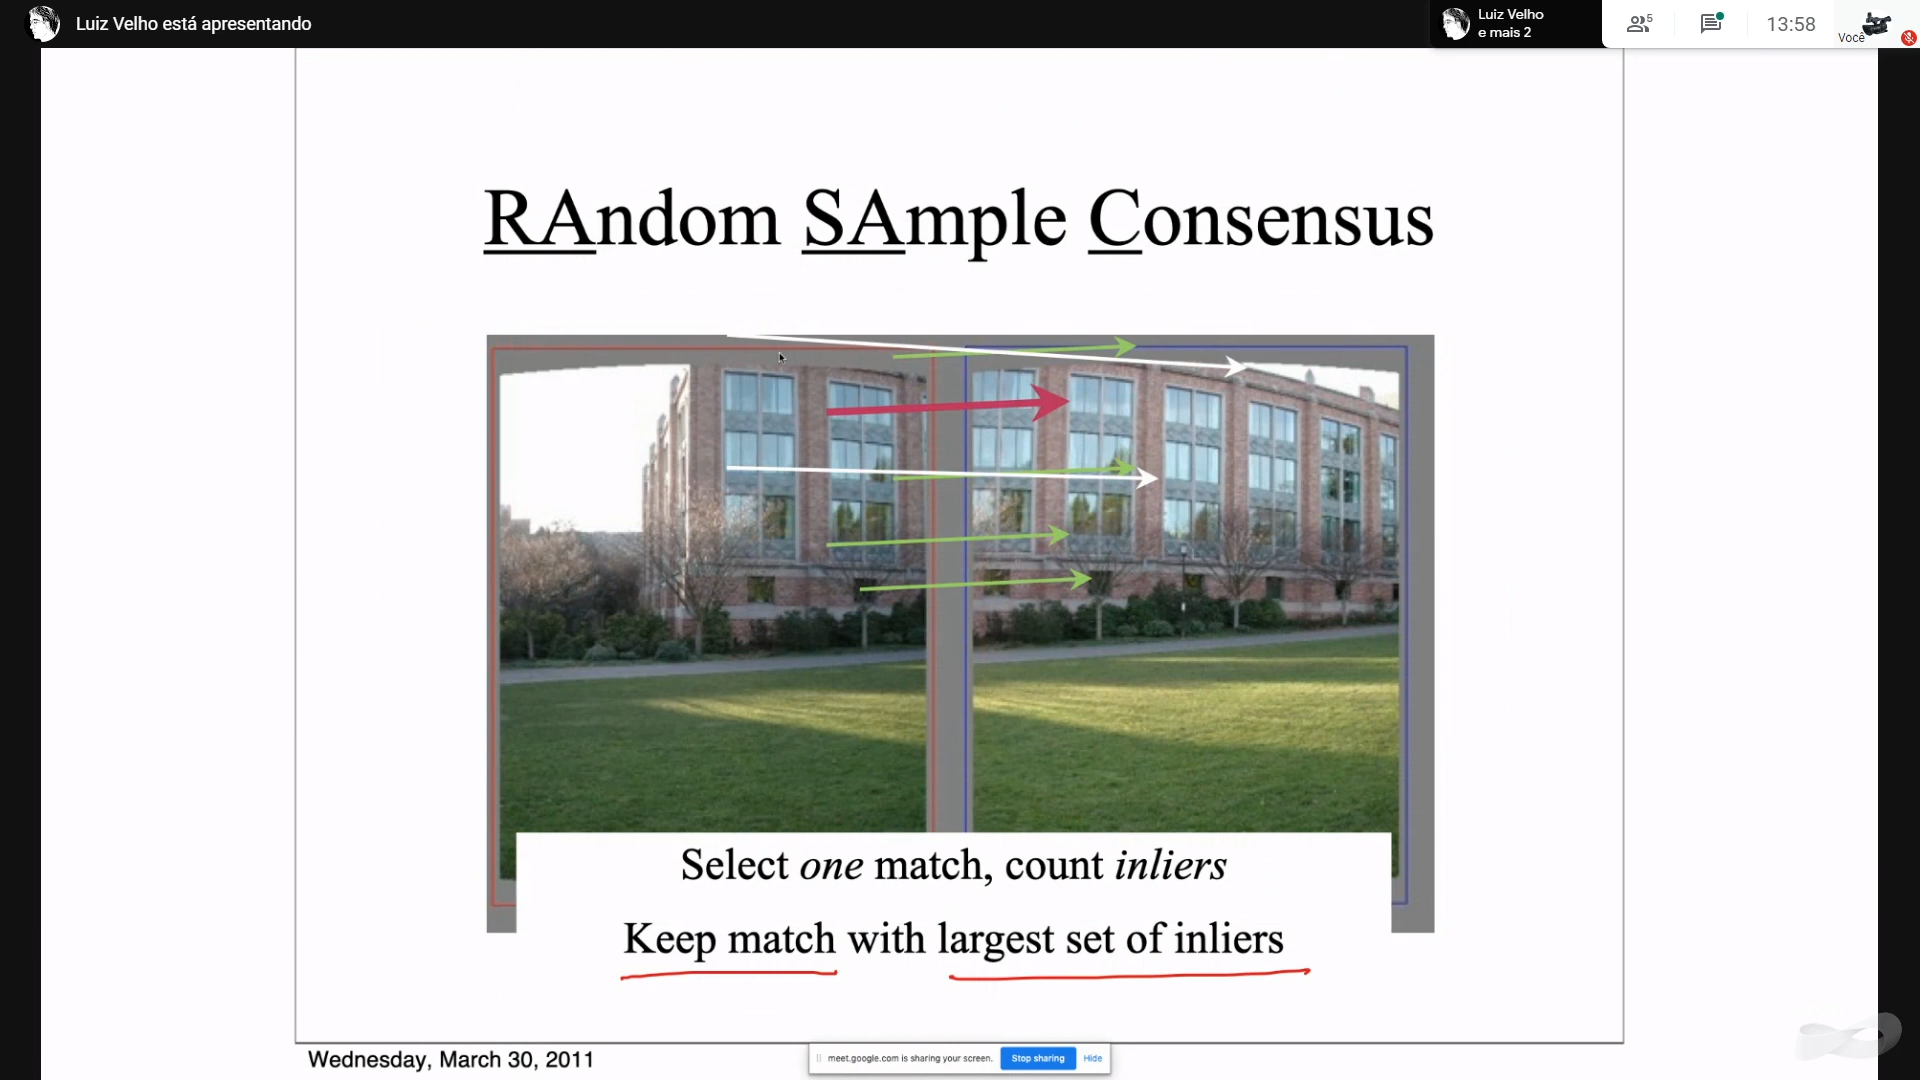 Luiz Velho está apresentando
Luiz Velho
e mais 2
5
13:58
Você
RAndom SAmple Consensus
Select one match, count inliers
Keep match with largest set of inliers
Wednesday, March 30, 2011
meet.google.com is sharing your screen. Stop sharing Hide